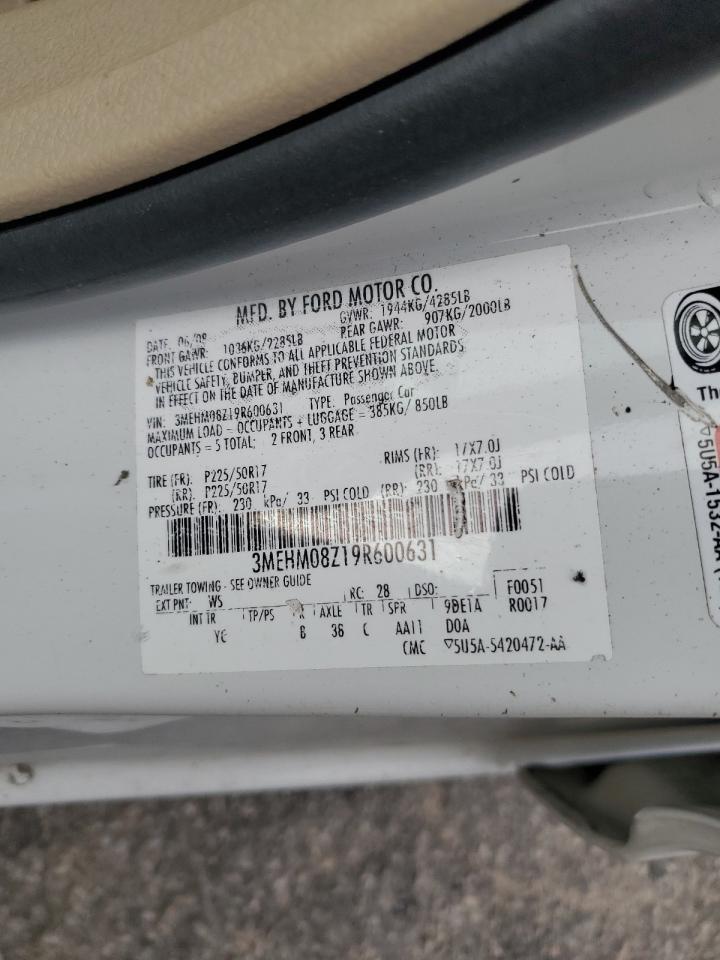 MFD. BY FORD MOTOR CO.
DATE: 06/09 GVWR: 1944KG/4285LB
FRONT GAWR: 1036KG/2285LB REAR GAWR: 907KG/2000LB
THIS VEHICLE CONFORMS TO ALL APPLICABLE FEDERAL MOTOR
VEHICLE SAFETY, BUMPER, AND THEFT PREVENTION STANDARDS
IN EFFECT ON THE DATE OF MANUFACTURE SHOWN ABOVE.
VIN: 3MEHM08Z19R600631 TYPE: Passenger Car
MAXIMUM LOAD = OCCUPANTS + LUGGAGE = 385KG/ 850LB
OCCUPANTS = 5 TOTAL: 2 FRONT, 3 REAR
TIRE (FR): P225/50R17 RIMS (FR): 17X7.0J
(RR): P225/50R17 (RR): 17X7.0J
PRESSURE (FR): 230 kPa/ 33 PSI COLD (RR): 230 kPa/ 33 PSI COLD
3MEHM08Z19R600631
TRAILER TOWING - SEE OWNER GUIDE
EXT PNT: WS RC: 28 DSO: F0051
INT TR TP/PS R AXLE TR SPR 9BE1A R0017
YC B 36 C AA11 D0A
CMC ▽5U5A-5420472-AA
Th
▽5U5A-1532-AA